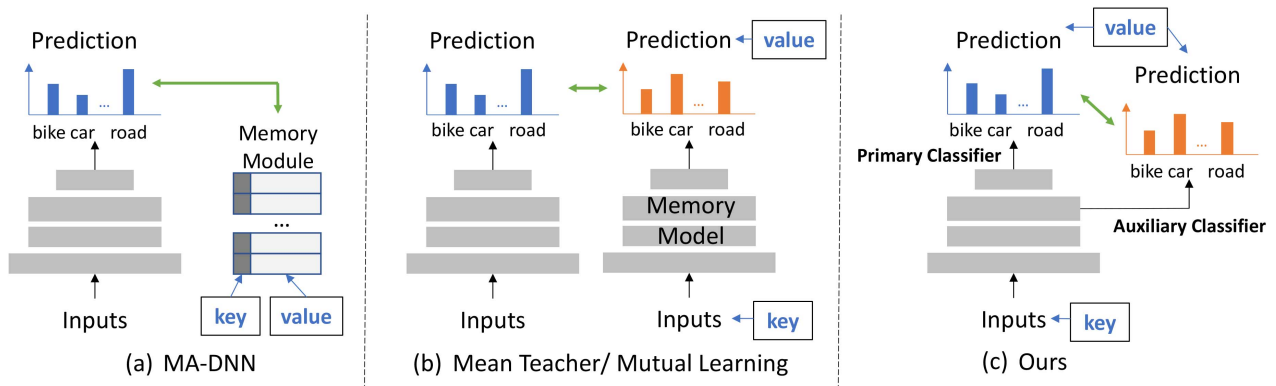 Prediction
...
bike car road
Memory
Module
...
key
value
Inputs
(a) MA-DNN
Prediction
...
bike car road
Prediction
value
...
bike car road
Memory
Model
Inputs
Inputs
key
(b) Mean Teacher/ Mutual Learning
Prediction
value
Prediction
...
bike car road
...
bike car road
Primary Classifier
Auxiliary Classifier
Inputs
key
(c) Ours